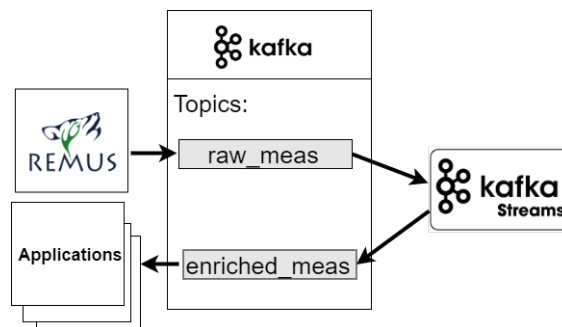 kafka
Topics:
REMUS
raw_meas
kafka
Streams
Applications
enriched_meas